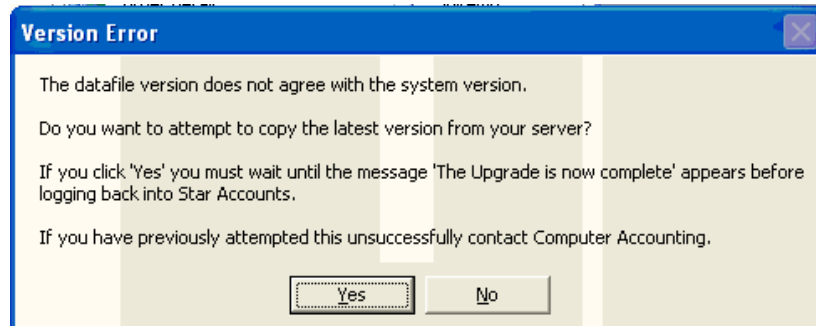 Version Error
The datafile version does not agree with the system version.
Do you want to attempt to copy the latest version from your server?
If you click 'Yes' you must wait until the message 'The Upgrade is now complete' appears before
logging back into Star Accounts.
If you have previously attempted this unsuccessfully contact Computer Accounting.
Yes No